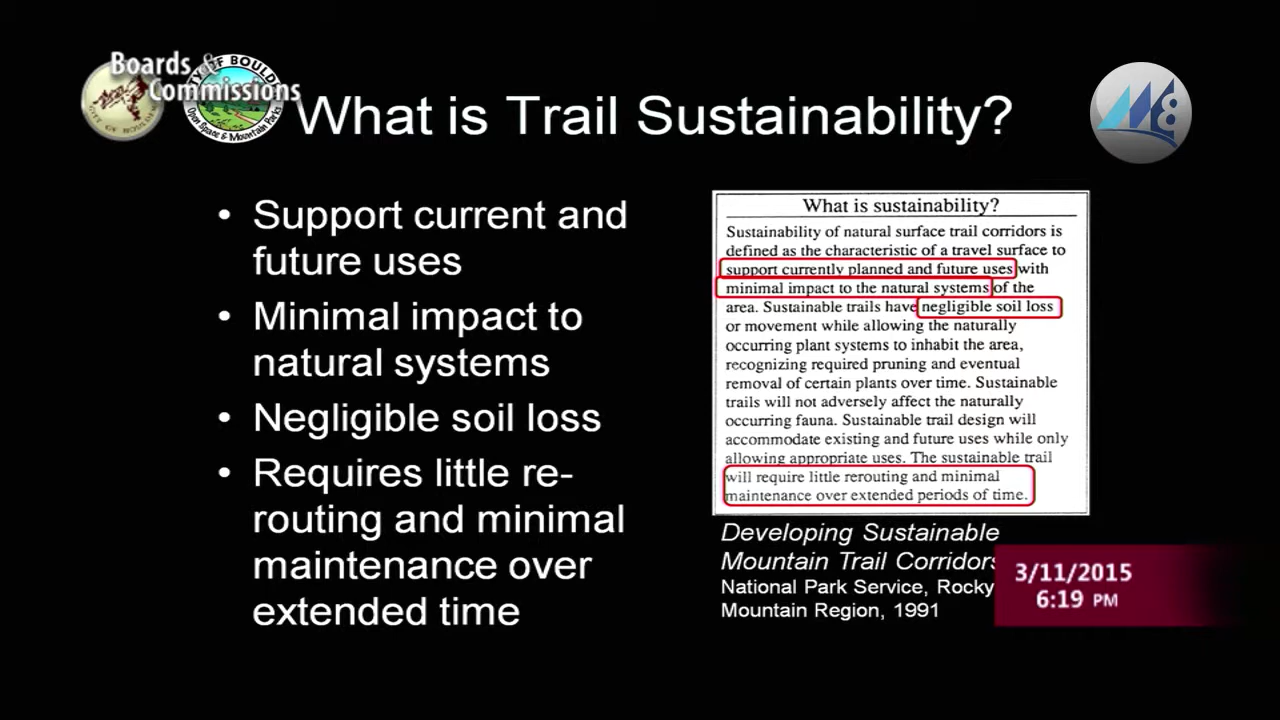 Boards &
Commissions
CITY OF BOULDER
Open Space & Mountain Parks
M8
What is Trail Sustainability?
• Support current and
future uses
• Minimal impact to
natural systems
• Negligible soil loss
• Requires little re-
routing and minimal
maintenance over
extended time
What is sustainability?
Sustainability of natural surface trail corridors is
defined as the characteristic of a travel surface to
support currently planned and future uses with
minimal impact to the natural systems of the
area. Sustainable trails have negligible soil loss
or movement while allowing the naturally
occurring plant systems to inhabit the area,
recognizing required pruning and eventual
removal of certain plants over time. Sustainable
trails will not adversely affect the naturally
occurring fauna. Sustainable trail design will
accommodate existing and future uses while only
allowing appropriate uses. The sustainable trail
will require little rerouting and minimal
maintenance over extended periods of time.
Developing Sustainable
Mountain Trail Corridors
National Park Service, Rocky
Mountain Region, 1991
3/11/2015
6:19 PM